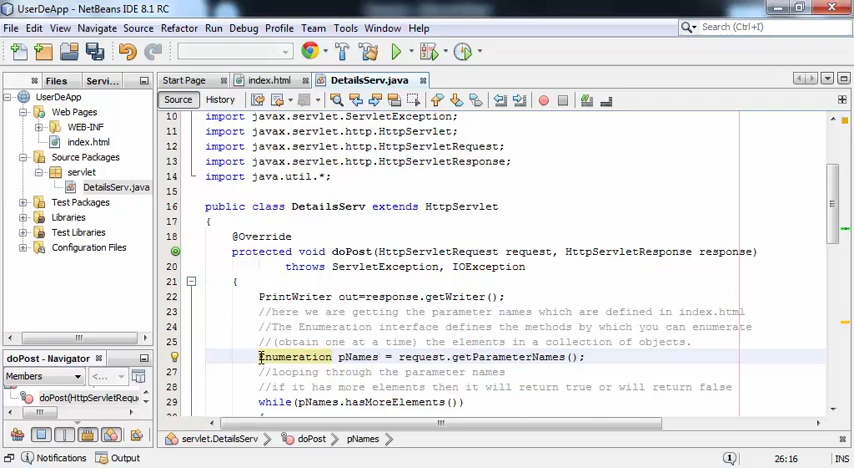 UserDeApp - NetBeans IDE 8.1 RC
File Edit View Navigate Source Refactor Run Debug Profile Team Tools Window Help
Search (Ctrl+I)
Files Servi...
Start Page index.html DetailsServ.java
Source History
UserDeApp
Web Pages
WEB-INF
index.html
Source Packages
servlet
DetailsServ.java
Test Packages
Libraries
Test Libraries
Configuration Files
10 import javax.servlet.ServletException;
11 import javax.servlet.http.HttpServlet;
12 import javax.servlet.http.HttpServletRequest;
13 import javax.servlet.http.HttpServletResponse;
14 import java.util.*;
15
16 public class DetailsServ extends HttpServlet
17 {
18 @Override
protected void doPost(HttpServletRequest request, HttpServletResponse response)
20 throws ServletException, IOException
21 {
22 PrintWriter out=response.getWriter();
23 //here we are getting the parameter names which are defined in index.html
24 //The Enumeration interface defines the methods by which you can enumerate
25 //(obtain one at a time) the elements in a collection of objects.
Enumeration pNames = request.getParameterNames();
27 //looping through the parameter names
28 //if it has more elements then it will return true or will return false
29 while(pNames.hasMoreElements())
doPost - Navigator
Members
doPost(HttpServletReque
servlet.DetailsServ doPost pNames
Notifications Output
1 26:16 INS